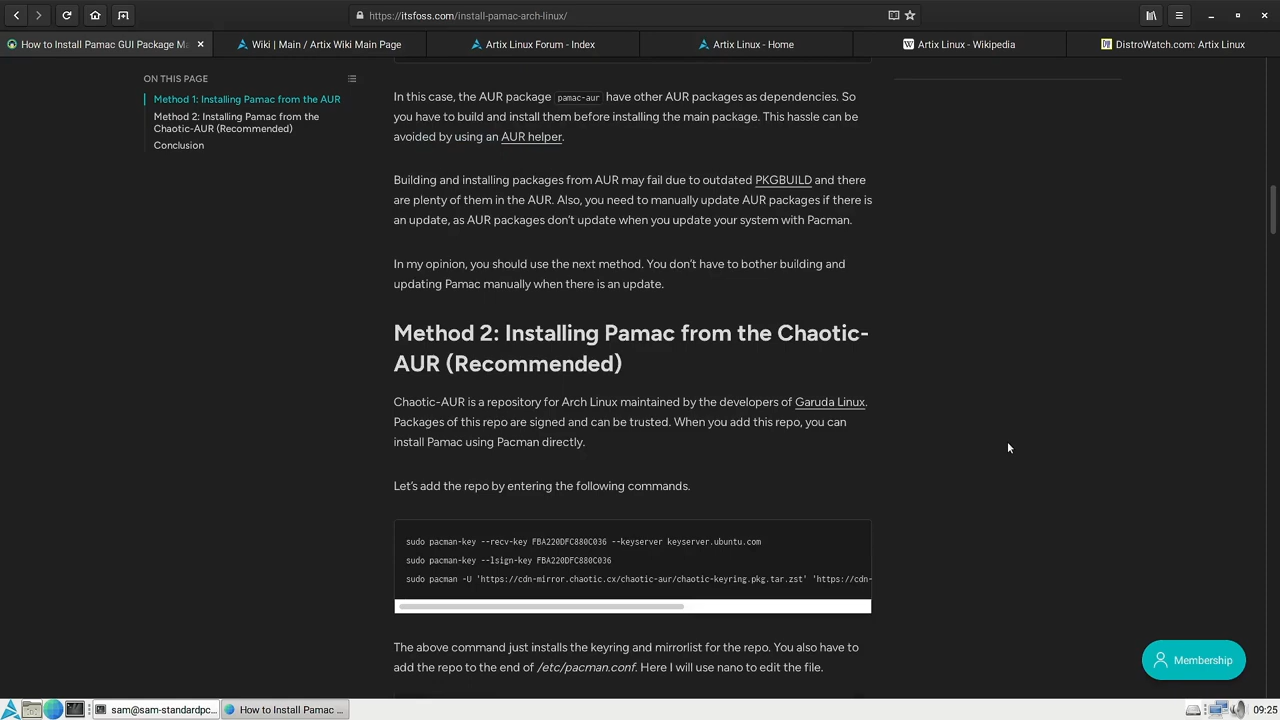 https://itsfoss.com/install-pamac-arch-linux/
How to Install Pamac GUI Package Ma
Wiki | Main / Artix Wiki Main Page
Artix Linux Forum - Index
Artix Linux - Home
Artix Linux - Wikipedia
DistroWatch.com: Artix Linux
ON THIS PAGE
Method 1: Installing Pamac from the AUR
Method 2: Installing Pamac from the
Chaotic-AUR (Recommended)
Conclusion
In this case, the AUR package pamac-aur have other AUR packages as dependencies. So
you have to build and install them before installing the main package. This hassle can be
avoided by using an AUR helper.
Building and installing packages from AUR may fail due to outdated PKGBUILD and there
are plenty of them in the AUR. Also, you need to manually update AUR packages if there is
an update, as AUR packages don’t update when you update your system with Pacman.
In my opinion, you should use the next method. You don’t have to bother building and
updating Pamac manually when there is an update.
Method 2: Installing Pamac from the Chaotic-
AUR (Recommended)
Chaotic-AUR is a repository for Arch Linux maintained by the developers of Garuda Linux.
Packages of this repo are signed and can be trusted. When you add this repo, you can
install Pamac using Pacman directly.
Let’s add the repo by entering the following commands.
sudo pacman-key --recv-key FBA220DFC880C036 --keyserver keyserver.ubuntu.com
sudo pacman-key --lsign-key FBA220DFC880C036
sudo pacman -U 'https://cdn-mirror.chaotic.cx/chaotic-aur/chaotic-keyring.pkg.tar.zst' 'https://cdn-
The above command just installs the keyring and mirrorlist for the repo. You also have to
add the repo to the end of /etc/pacman.conf. Here I will use nano to edit the file.
Membership
sam@sam-standardpc...
How to Install Pamac ...
09:25